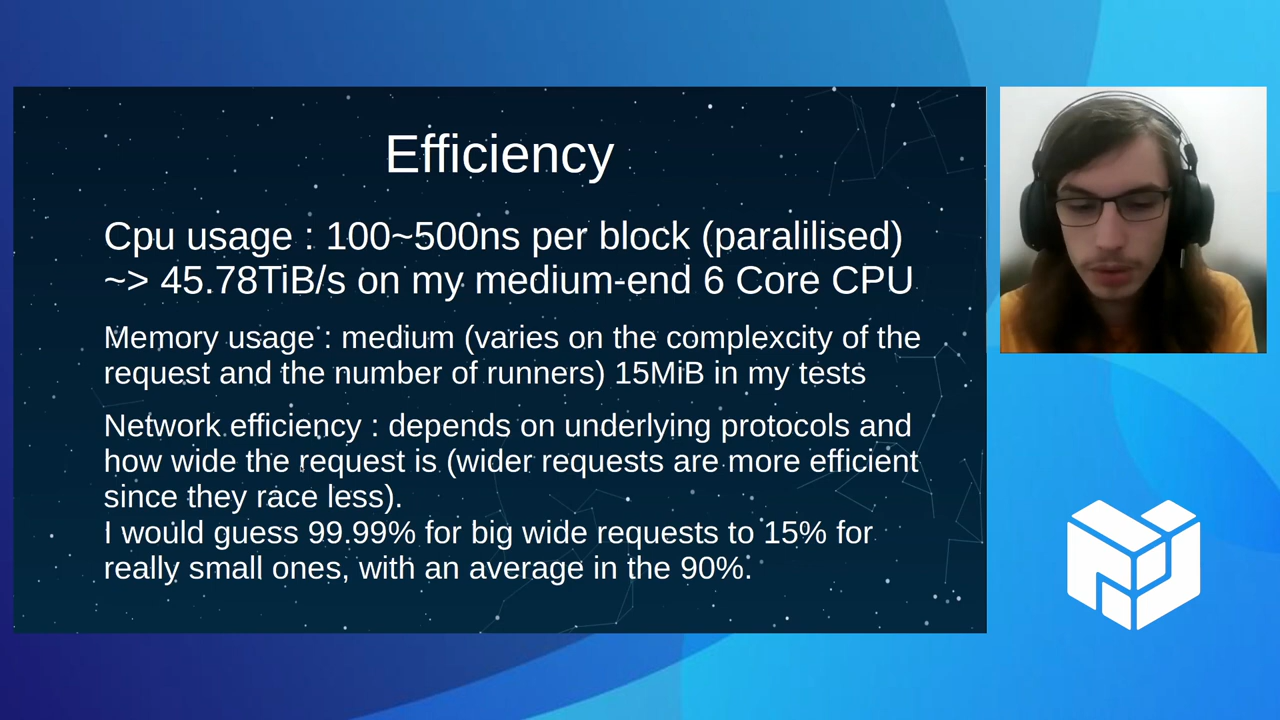 Efficiency
Cpu usage : 100~500ns per block (paralilised)
~> 45.78TiB/s on my medium-end 6 Core CPU
Memory usage : medium (varies on the complexcity of the
request and the number of runners) 15MiB in my tests
Network efficiency : depends on underlying protocols and
how wide the request is (wider requests are more efficient
since they race less).
I would guess 99.99% for big wide requests to 15% for
really small ones, with an average in the 90%.